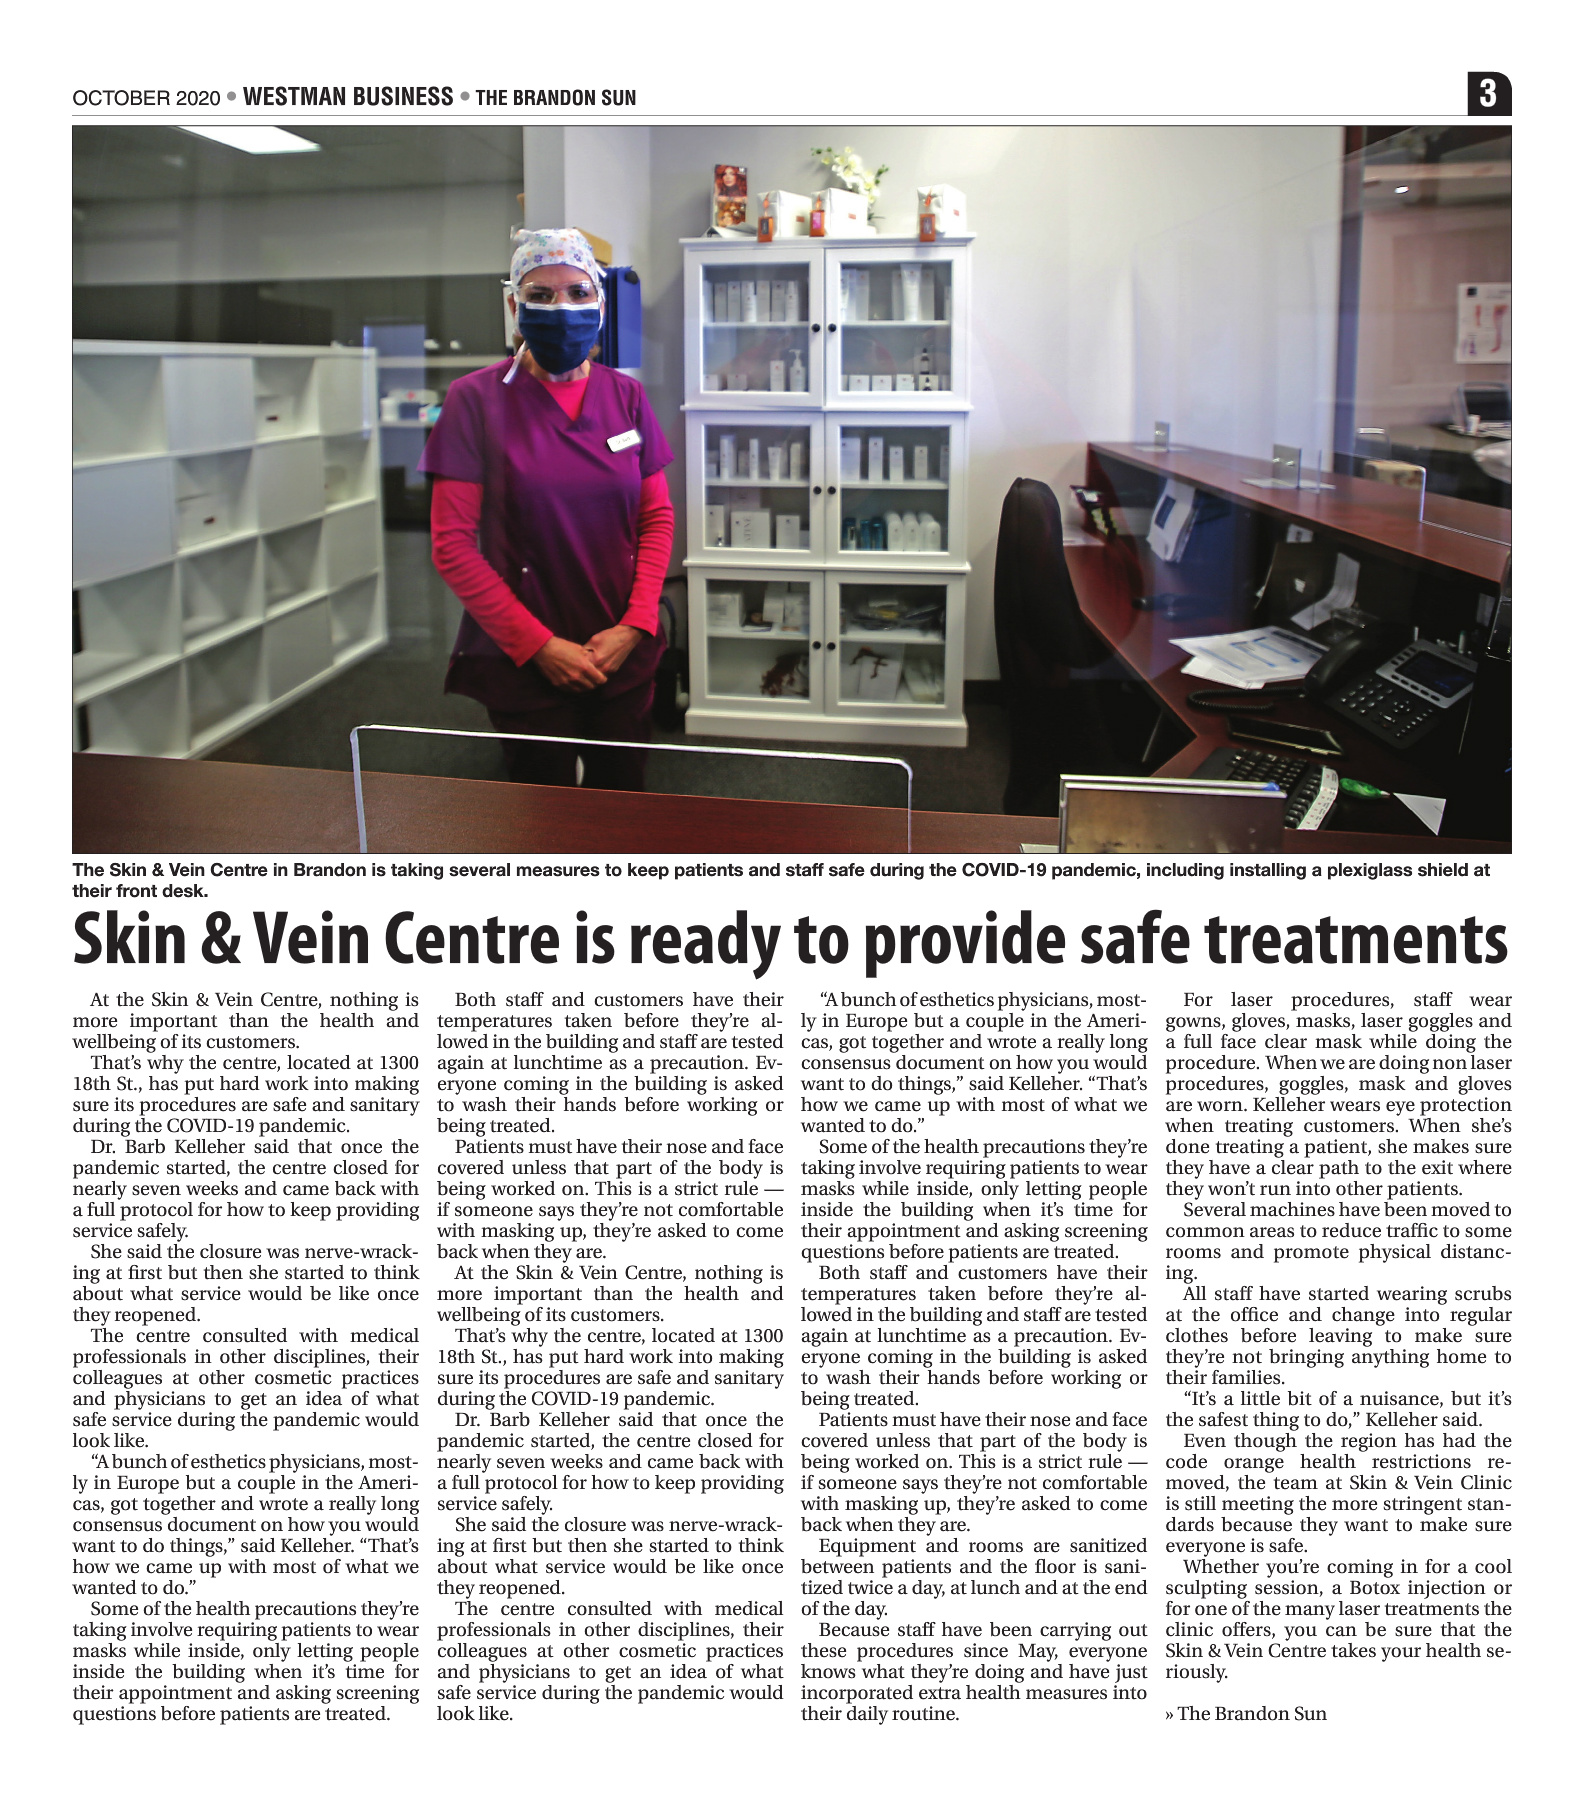 OCTOBER 2020 • WESTMAN BUSINESS • THE BRANDON SUN
3
The Skin & Vein Centre in Brandon is taking several measures to keep patients and staff safe during the COVID-19 pandemic, including installing a plexiglass shield at
their front desk.
Skin & Vein Centre is ready to provide safe treatments
At the Skin & Vein Centre, nothing is
more important than the health and
wellbeing of its customers.
That’s why the centre, located at 1300
18th St., has put hard work into making
sure its procedures are safe and sanitary
during the COVID-19 pandemic.
Dr. Barb Kelleher said that once the
pandemic started, the centre closed for
nearly seven weeks and came back with
a full protocol for how to keep providing
service safely.
She said the closure was nerve-wrack-
ing at first but then she started to think
about what service would be like once
they reopened.
The centre consulted with medical
professionals in other disciplines, their
colleagues at other cosmetic practices
and physicians to get an idea of what
safe service during the pandemic would
look like.
“A bunch of esthetics physicians, most-
ly in Europe but a couple in the Ameri-
cas, got together and wrote a really long
consensus document on how you would
want to do things,” said Kelleher. “That’s
how we came up with most of what we
wanted to do.”
Some of the health precautions they’re
taking involve requiring patients to wear
masks while inside, only letting people
inside the building when it’s time for
their appointment and asking screening
questions before patients are treated.
Both staff and customers have their
temperatures taken before they’re al-
lowed in the building and staff are tested
again at lunchtime as a precaution. Ev-
eryone coming in the building is asked
to wash their hands before working or
being treated.
Patients must have their nose and face
covered unless that part of the body is
being worked on. This is a strict rule —
if someone says they’re not comfortable
with masking up, they’re asked to come
back when they are.
At the Skin & Vein Centre, nothing is
more important than the health and
wellbeing of its customers.
That’s why the centre, located at 1300
18th St., has put hard work into making
sure its procedures are safe and sanitary
during the COVID-19 pandemic.
Dr. Barb Kelleher said that once the
pandemic started, the centre closed for
nearly seven weeks and came back with
a full protocol for how to keep providing
service safely.
She said the closure was nerve-wrack-
ing at first but then she started to think
about what service would be like once
they reopened.
The centre consulted with medical
professionals in other disciplines, their
colleagues at other cosmetic practices
and physicians to get an idea of what
safe service during the pandemic would
look like.
“A bunch of esthetics physicians, most-
ly in Europe but a couple in the Ameri-
cas, got together and wrote a really long
consensus document on how you would
want to do things,” said Kelleher. “That’s
how we came up with most of what we
wanted to do.”
Some of the health precautions they’re
taking involve requiring patients to wear
masks while inside, only letting people
inside the building when it’s time for
their appointment and asking screening
questions before patients are treated.
Both staff and customers have their
temperatures taken before they’re al-
lowed in the building and staff are tested
again at lunchtime as a precaution. Ev-
eryone coming in the building is asked
to wash their hands before working or
being treated.
Patients must have their nose and face
covered unless that part of the body is
being worked on. This is a strict rule —
if someone says they’re not comfortable
with masking up, they’re asked to come
back when they are.
Equipment and rooms are sanitized
between patients and the floor is sani-
tized twice a day, at lunch and at the end
of the day.
Because staff have been carrying out
these procedures since May, everyone
knows what they’re doing and have just
incorporated extra health measures into
their daily routine.
For laser procedures, staff wear
gowns, gloves, masks, laser goggles and
a full face clear mask while doing the
procedure. When we are doing non laser
procedures, goggles, mask and gloves
are worn. Kelleher wears eye protection
when treating customers. When she’s
done treating a patient, she makes sure
they have a clear path to the exit where
they won’t run into other patients.
Several machines have been moved to
common areas to reduce traffic to some
rooms and promote physical distanc-
ing.
All staff have started wearing scrubs
at the office and change into regular
clothes before leaving to make sure
they’re not bringing anything home to
their families.
“It’s a little bit of a nuisance, but it’s
the safest thing to do,” Kelleher said.
Even though the region has had the
code orange health restrictions re-
moved, the team at Skin & Vein Clinic
is still meeting the more stringent stan-
dards because they want to make sure
everyone is safe.
Whether you’re coming in for a cool
sculpting session, a Botox injection or
for one of the many laser treatments the
clinic offers, you can be sure that the
Skin & Vein Centre takes your health se-
riously.
» The Brandon Sun